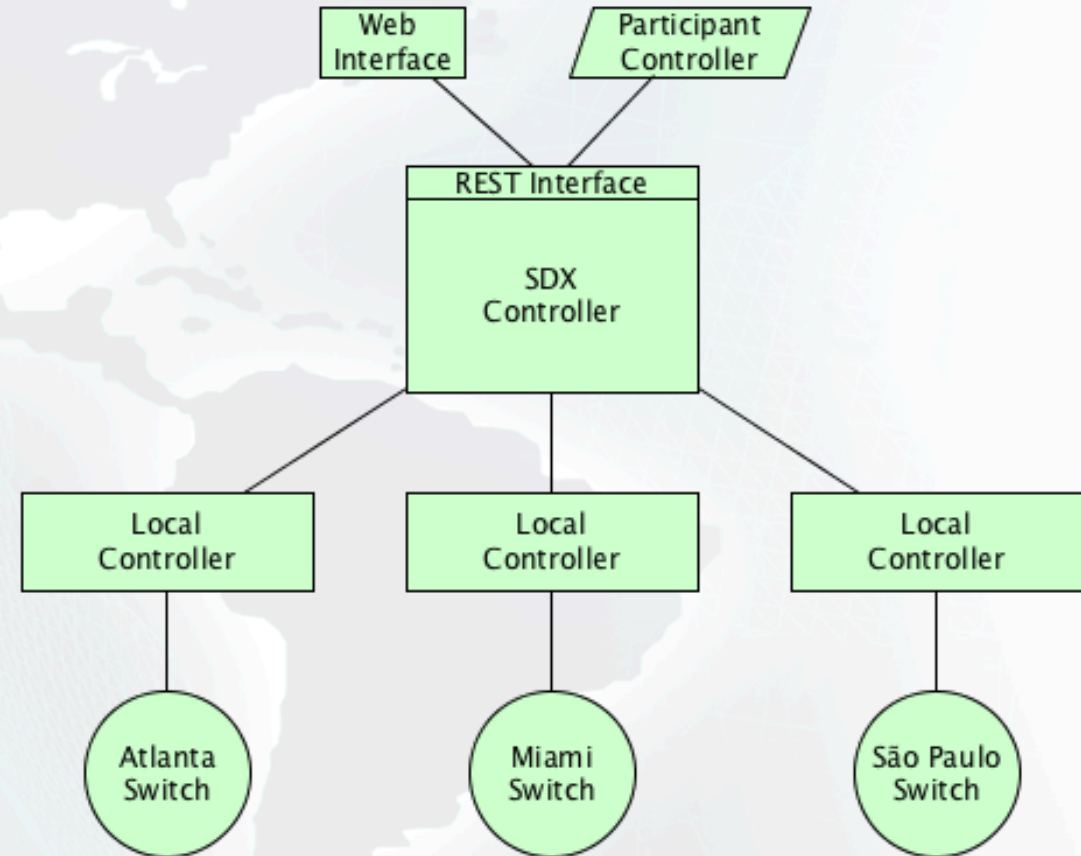 Web
Interface
Participant
Controller
REST Interface
SDX
Controller
Local
Controller
Local
Controller
Local
Controller
Atlanta
Switch
Miami
Switch
São Paulo
Switch